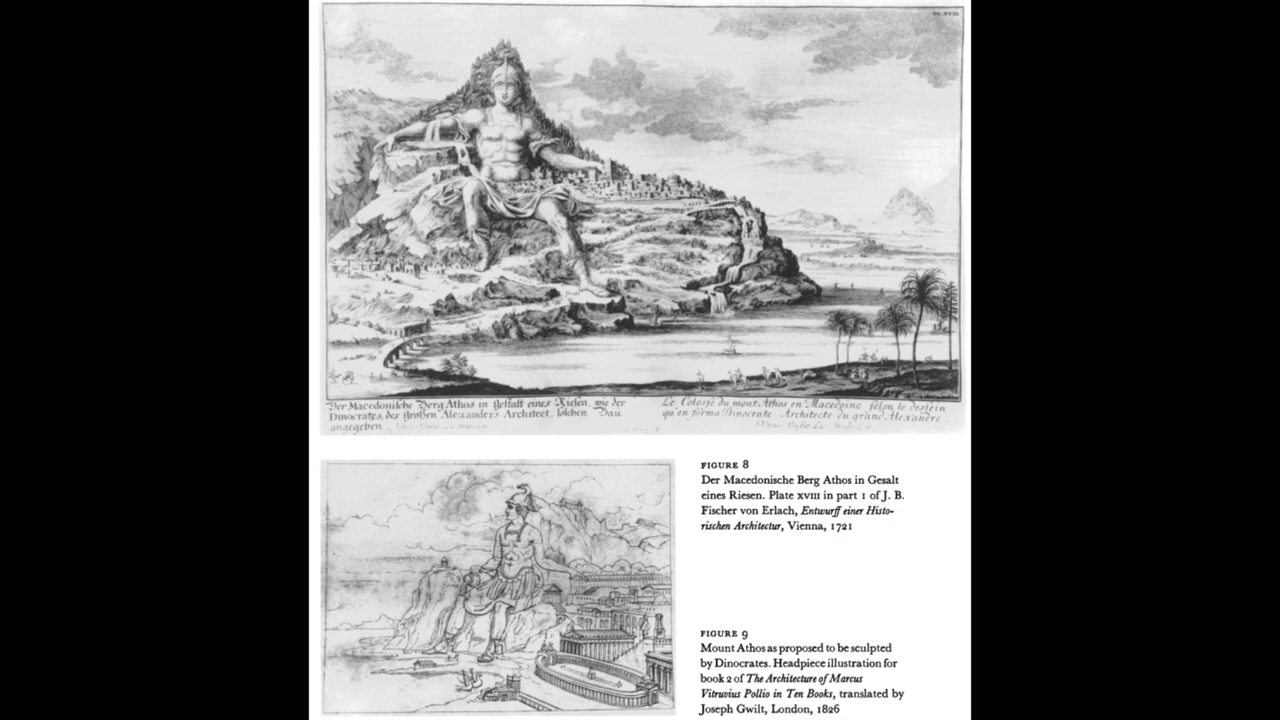 Der Macedonische Berg Athos in Gestalt eines Riesen, wie der
Dinocrates, des großen Alexanders Architect, solchen Bau
angegeben.
Le Colosse du mont Athos en Macedoine selon le dessein
qu'en forma Dinocrate Architecte du grand Alexandre.
FIGURE 8
Der Macedonische Berg Athos in Gesalt
eines Riesen. Plate XVIII in part 1 of J. B.
Fischer von Erlach, Entwurff einer Histo-
rischen Architectur, Vienna, 1721
FIGURE 9
Mount Athos as proposed to be sculpted
by Dinocrates. Headpiece illustration for
book 2 of The Architecture of Marcus
Vitruvius Pollio in Ten Books, translated by
Joseph Gwilt, London, 1826